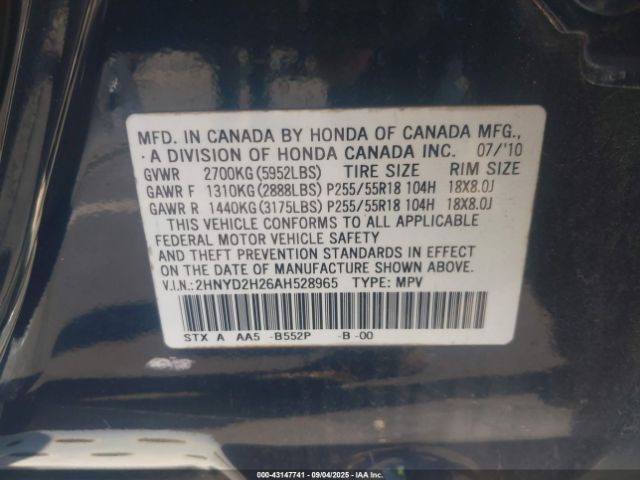 MFD. IN CANADA BY HONDA OF CANADA MFG.,
A DIVISION OF HONDA CANADA INC. 07/'10
GVWR 2700KG(5952LBS) TIRE SIZE RIM SIZE
GAWR F 1310KG(2888LBS) P255/55R18 104H 18X8.0J
GAWR R 1440KG(3175LBS) P255/55R18 104H 18X8.0J
THIS VEHICLE CONFORMS TO ALL APPLICABLE
FEDERAL MOTOR VEHICLE SAFETY
AND THEFT PREVENTION STANDARDS IN EFFECT
ON THE DATE OF MANUFACTURE SHOWN ABOVE.
V.I.N.: 2HNYD2H26AH528965 TYPE: MPV
STX A AA5 -B552P -B -00
000-43147741 - 09/04/2025 - IAAI Inc.